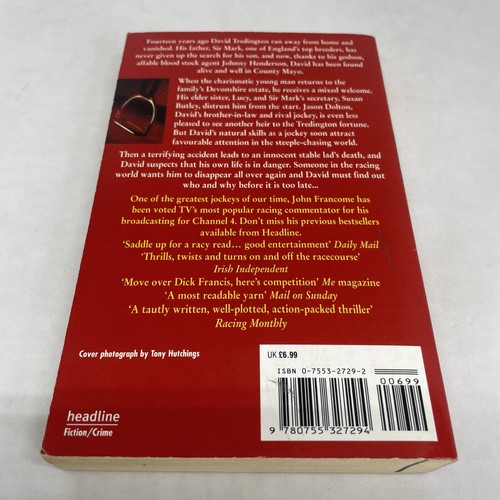 Fourteen years ago David Tredington ran away from home and
vanished. His father, Sir Mark, one of England's top breeders, has
never given up the search for his son, and now, thanks to his godson,
affable blood stock agent Johnny Henderson, David has been found
alive and well in County Mayo.
When the charismatic young man returns to the
family's Devonshire estate, he receives a mixed welcome.
His elder sister, Lucy, and Sir Mark's secretary, Susan
Butley, distrust him from the start. Jason Dolton,
David's brother-in-law and rival jockey, is even less
pleased to see another heir to the Tredington fortune.
But David's natural skills as a jockey soon attract
favourable attention in the steeple-chasing world.
Then a terrifying accident leads to an innocent stable lad's death, and
David suspects that his own life is in danger. Someone in the racing
world wants him to disappear all over again and David must find out
who and why before it is too late...
One of the greatest jockeys of our time, John Francome has
been voted TV's most popular racing commentator for his
broadcasting for Channel 4. Don't miss his previous bestsellers
available from Headline.
'Saddle up for a racy read... good entertainment' Daily Mail
'Thrills, twists and turns on and off the racecourse'
Irish Independent
'Move over Dick Francis, here's competition' Me magazine
'A most readable yarn' Mail on Sunday
'A tautly written, well-plotted, action-packed thriller'
Racing Monthly
Cover photograph by Tony Hutchings
UK £6.99
ISBN 0-7553-2729-2
00699
9 780755 327294
headline
Fiction/Crime